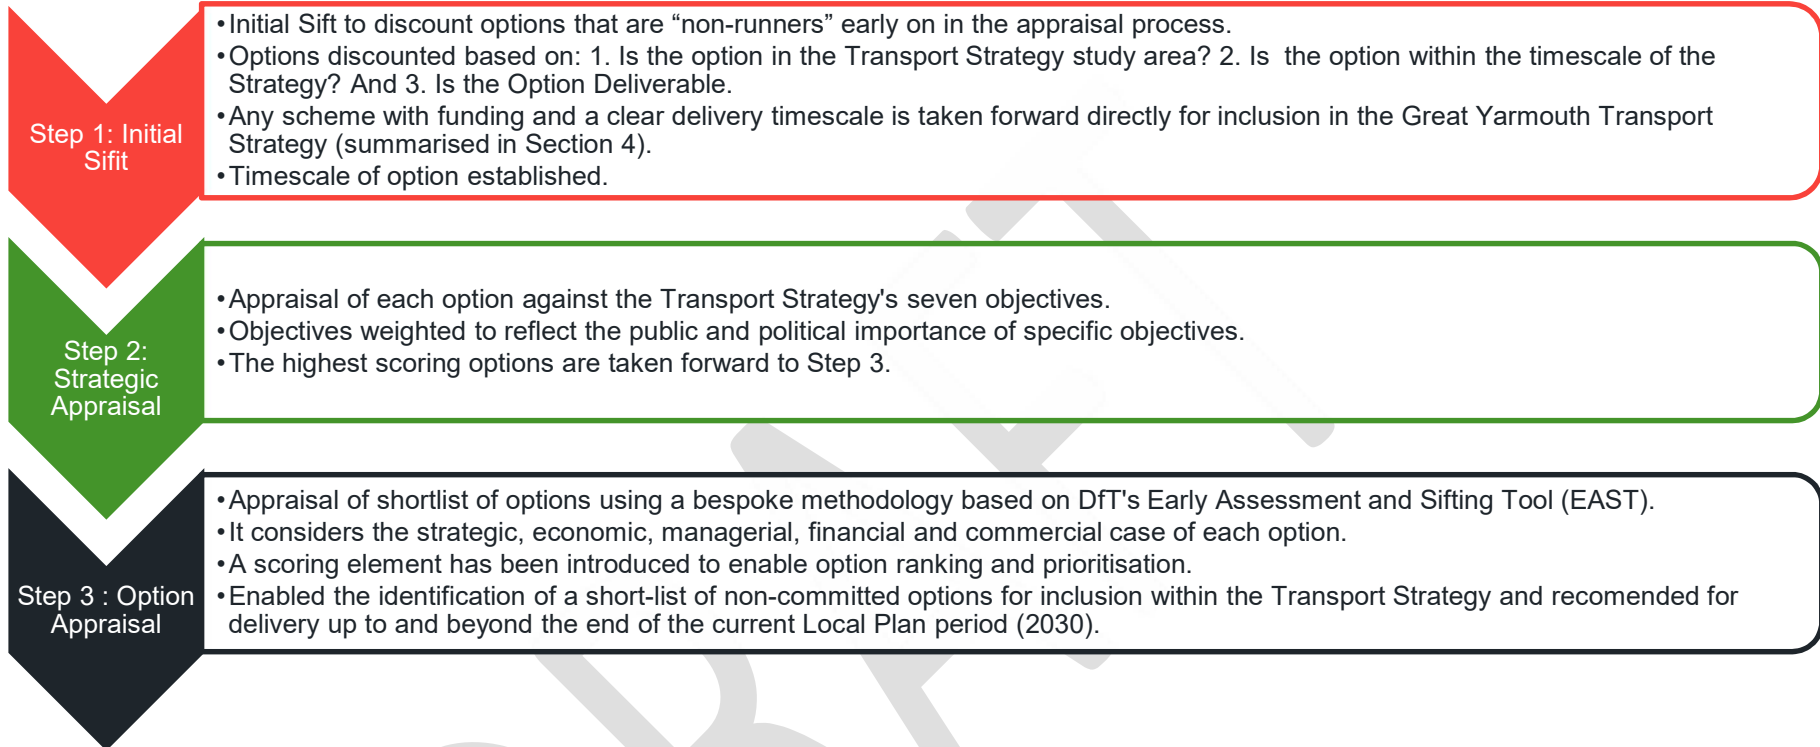 •Initial Sift to discount options that are “non-runners” early on in the appraisal process.
•Options discounted based on: 1. Is the option in the Transport Strategy study area? 2. Is  the option within the timescale of the
Strategy? And 3. Is the Option Deliverable.
•Any scheme with funding and a clear delivery timescale is taken forward directly for inclusion in the Great Yarmouth Transport
Strategy (summarised in Section 4).
•Timescale of option established.
Step 1: Initial
Sifit
•Appraisal of each option against the Transport Strategy's seven objectives.
•Objectives weighted to reflect the public and political importance of specific objectives.
•The highest scoring options are taken forward to Step 3.
Step 2:
Strategic
Appraisal
•Appraisal of shortlist of options using a bespoke methodology based on DfT's Early Assessment and Sifting Tool (EAST).
•It considers the strategic, economic, managerial, financial and commercial case of each option.
•A scoring element has been introduced to enable option ranking and prioritisation.
•Enabled the identification of a short-list of non-committed options for inclusion within the Transport Strategy and recomended for
delivery up to and beyond the end of the current Local Plan period (2030).
Step 3 : Option
Appraisal
DRAFT